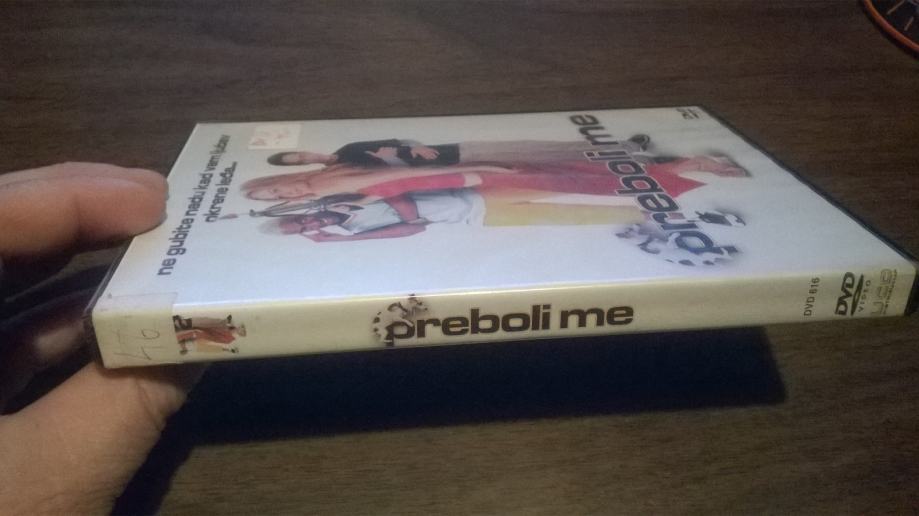 ne gubite nadu kad vam ljubav
okrene leđa...
preboli me
preboli me
DVD 616
DVD
VIDEO